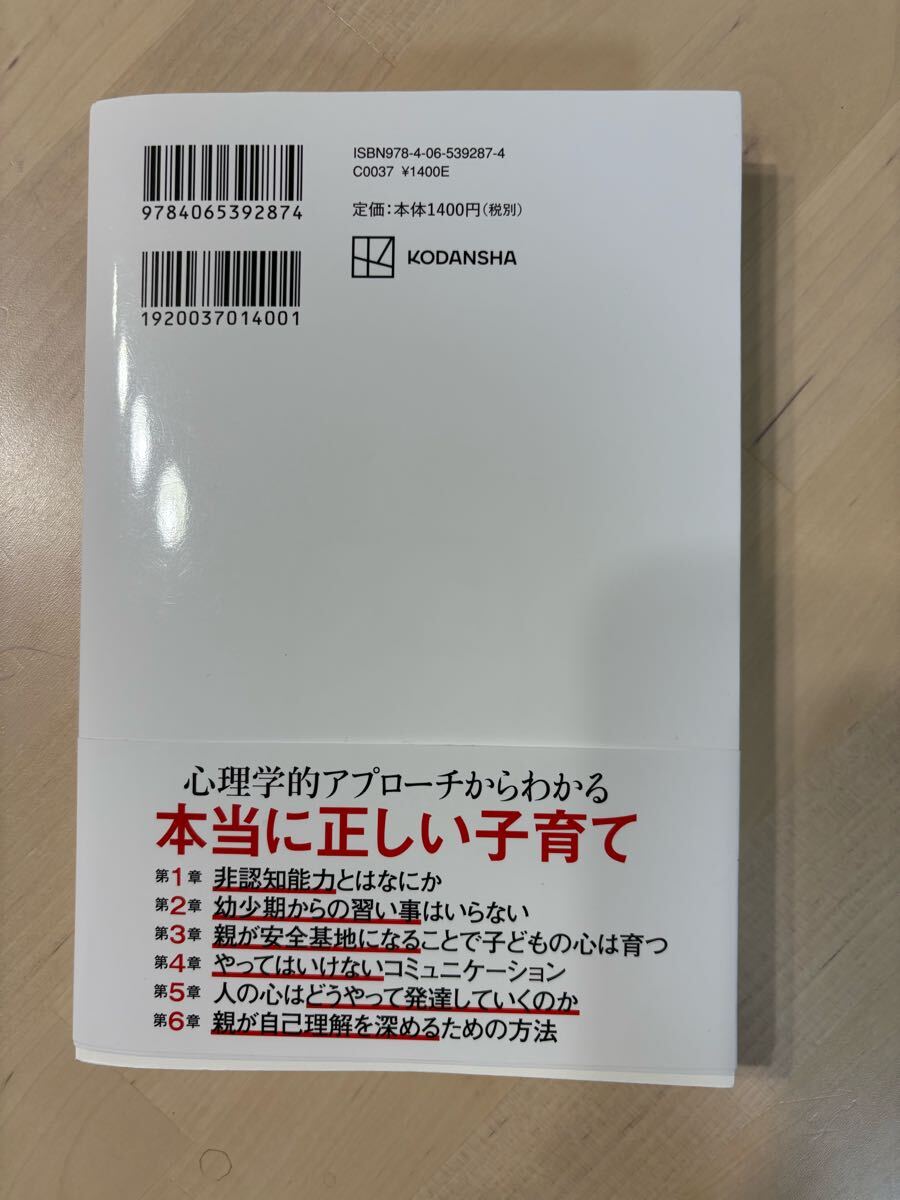 ISBN978-4-06-539287-4
C0037 ¥1400E
9784065392874
定価:本体1400円(税別)
KODANSHA
1920037014001
心理学的アプローチからわかる
本当に正しい子育て
第1章 非認知能力とはなにか
第2章 幼少期からの習い事はいらない
第3章 親が安全基地になることで子どもの心は育つ
第4章 やってはいけないコミュニケーション
第5章 人の心はどうやって発達していくのか
第6章 親が自己理解を深めるための方法